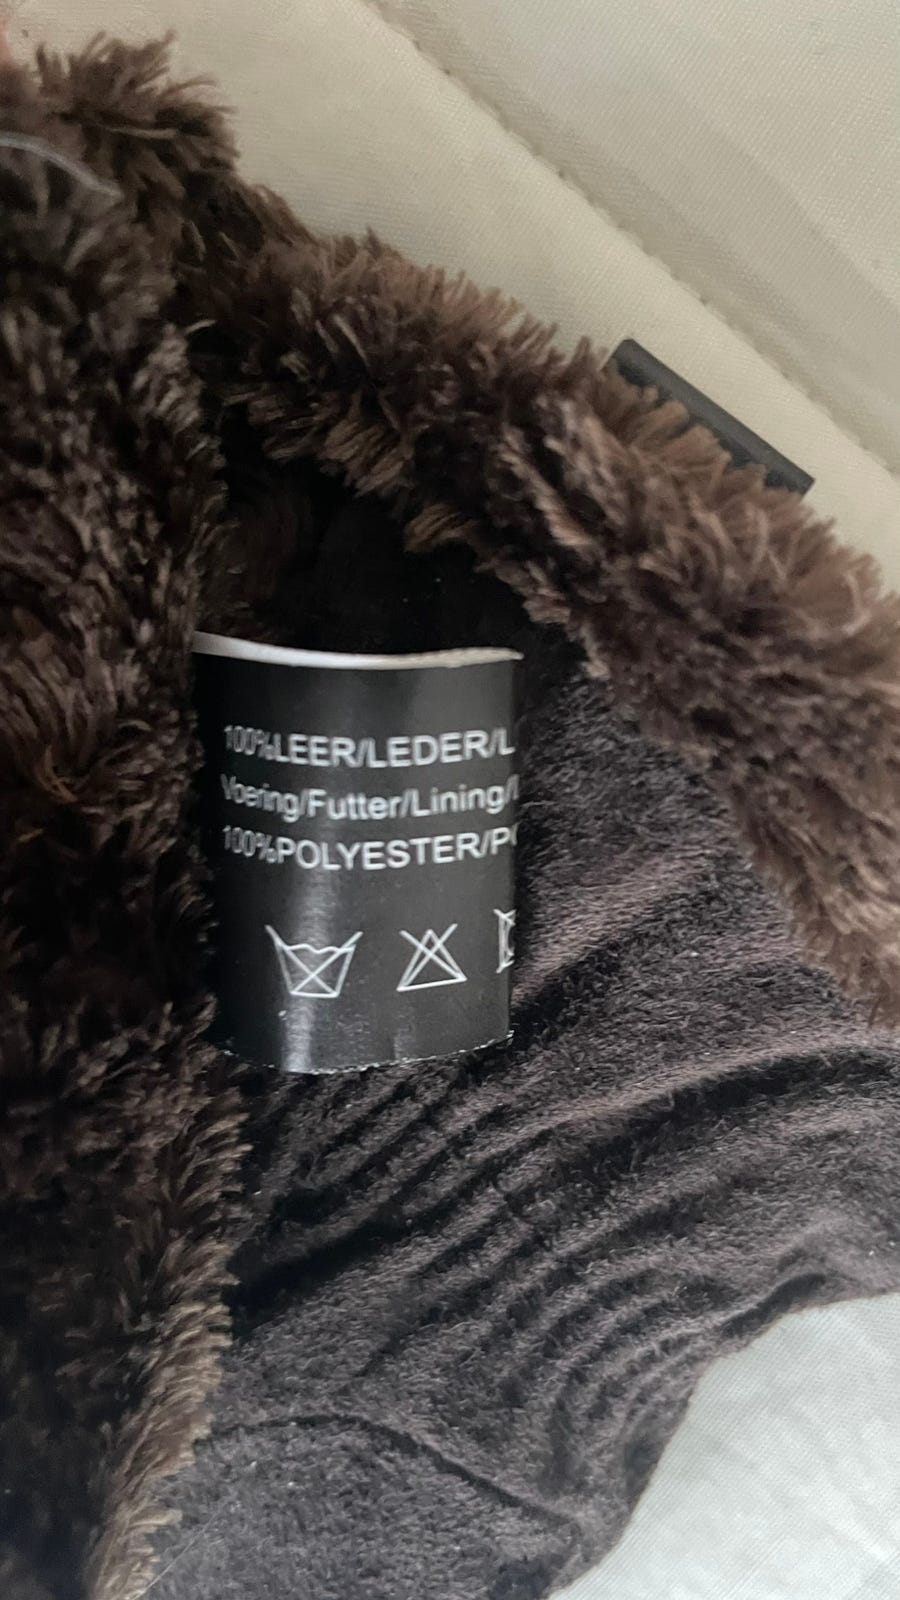 100%LEER/LEDER/L
Voering/Futter/Lining/
100%POLYESTER/PO